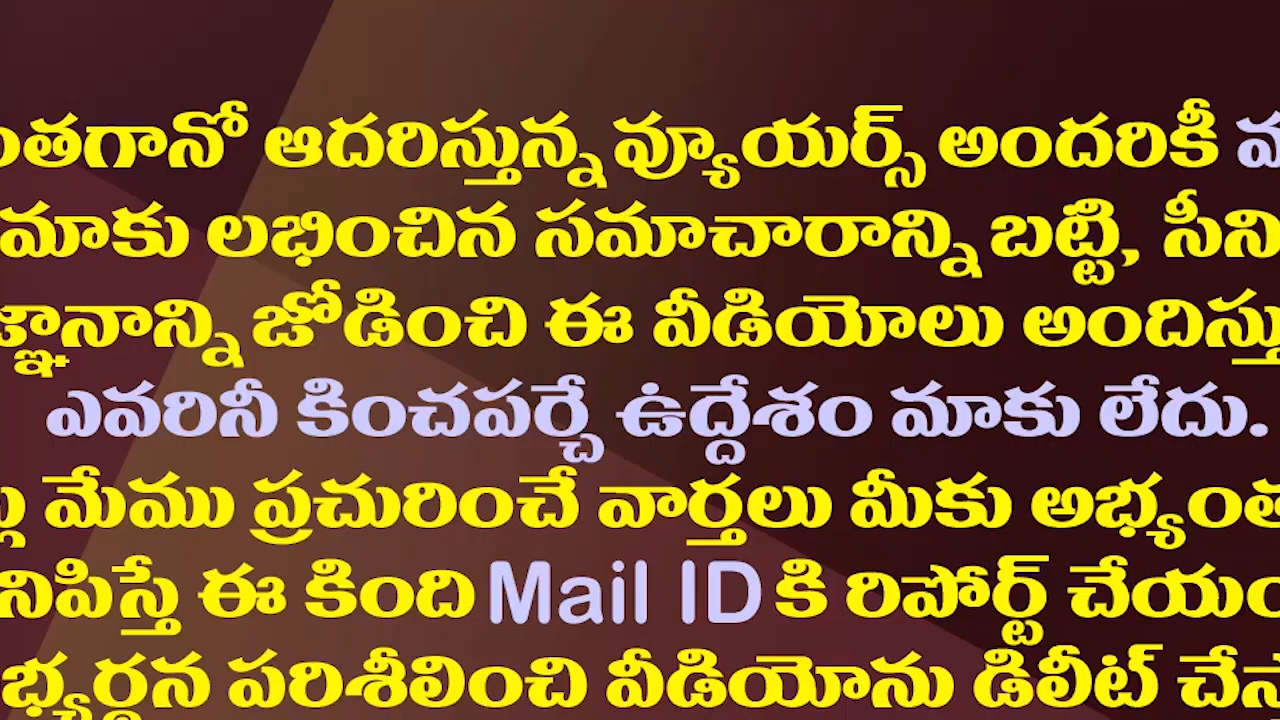 ఆదరిస్తున్న వ్యూయర్స్ అందరికీ
మాకు లభించిన సమాచారాన్ని బట్టి,
జోడించి ఈ వీడియోలు
ఎవరినీ కించపర్చే ఉద్దేశం మాకు లేదు.
మేము ప్రచురించే వార్తలు మీకు
ఈ కింది Mail ID కి రిపోర్ట్
పరిశీలించి వీడియోను డిలీట్